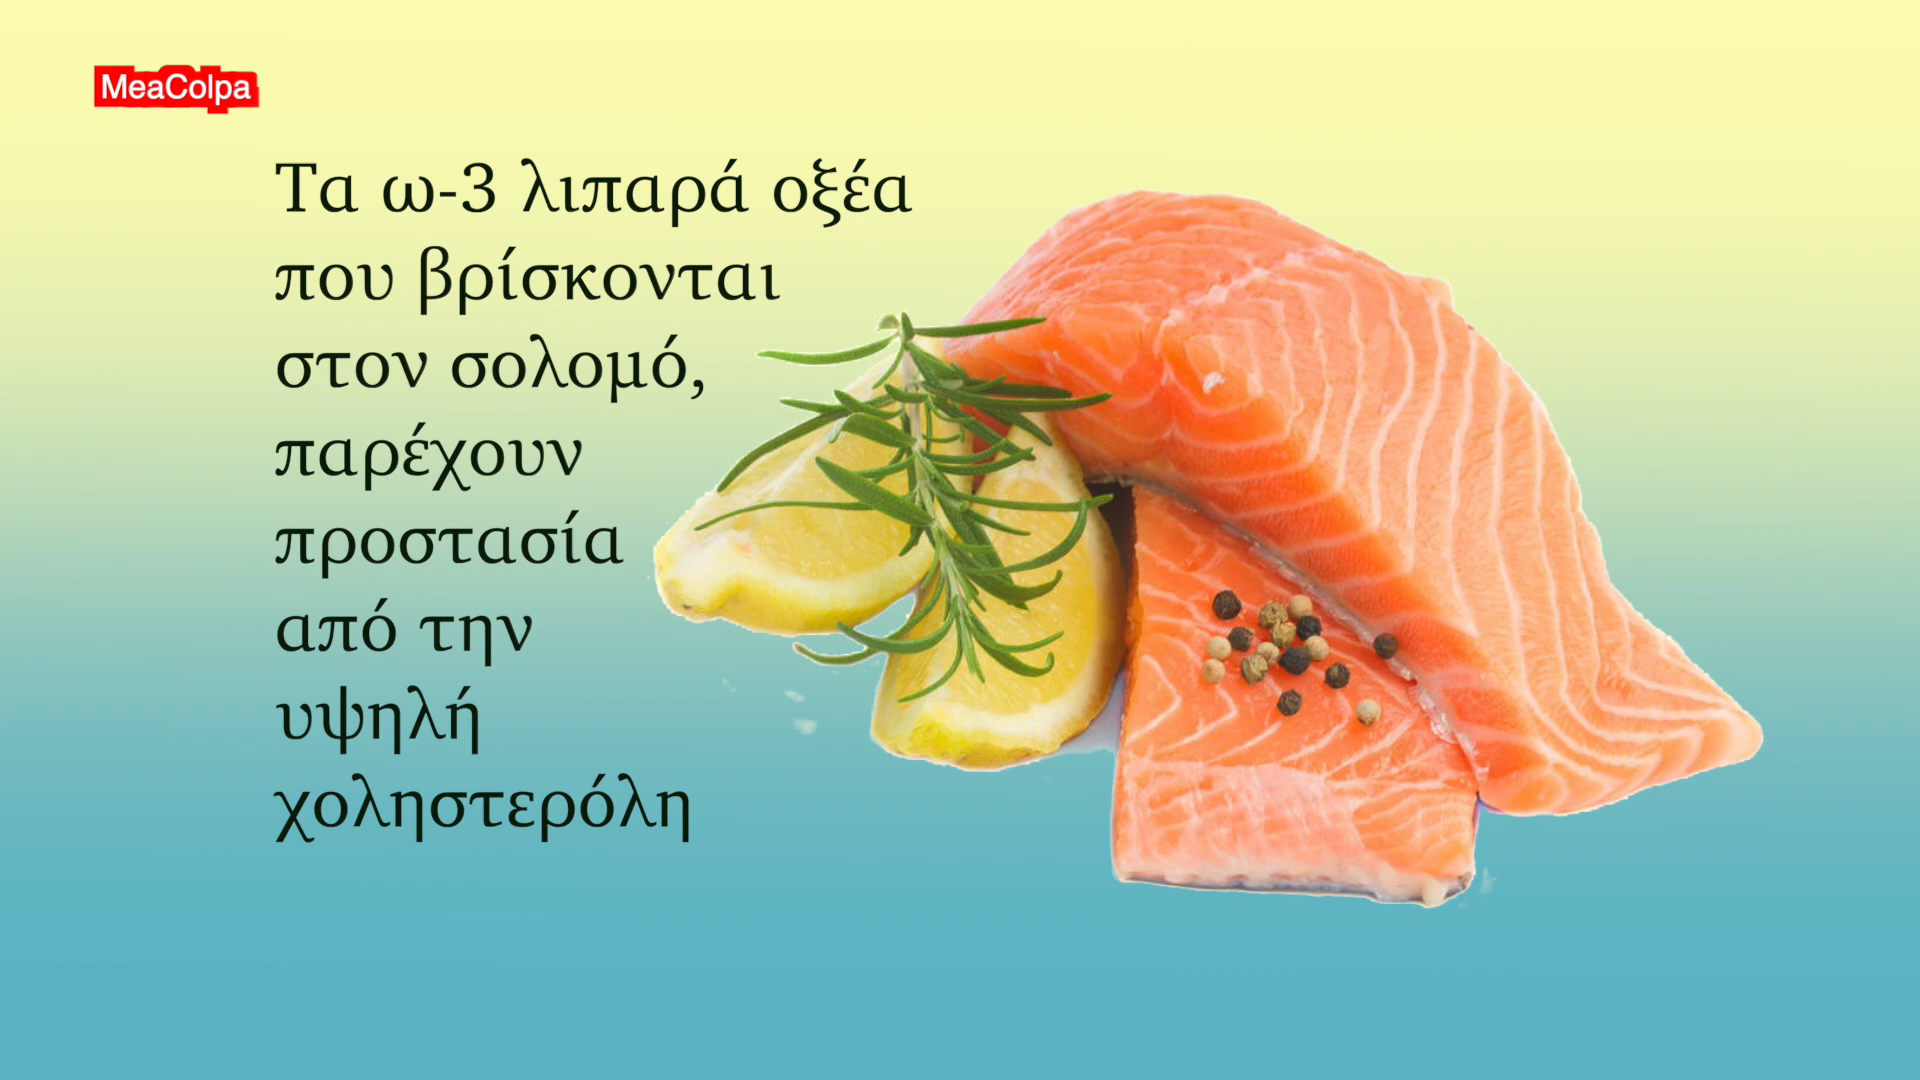 MeaColpa
Τα ω-3 λιπαρά οξέα
που βρίσκονται
στον σολομό,
παρέχουν
προστασία
από την
υψηλή
χοληστερόλη